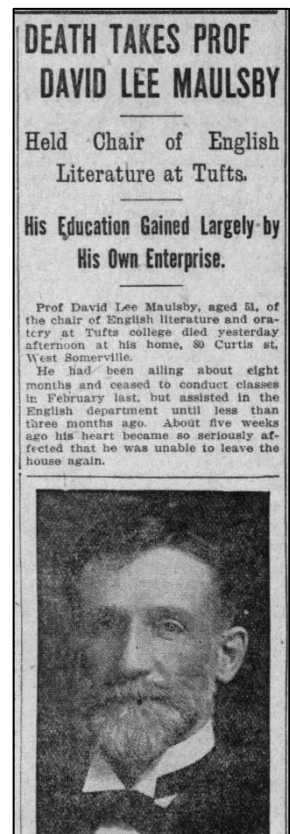 DEATH TAKES PROF
DAVID LEE MAULSBY
Held Chair of English
Literature at Tufts.
His Education Gained Largely by
His Own Enterprise.
Prof David Lee Maulsby, aged 51, of
the chair of English literature and ora-
tory at Tufts college died yesterday
afternoon at his home, 80 Curtis st,
West Somerville.
He had been ailing about eight
months and ceased to conduct classes
in February last, but assisted in the
English department until less than
three months ago. About five weeks
ago his heart became so seriously af-
fected that he was unable to leave the
house again.